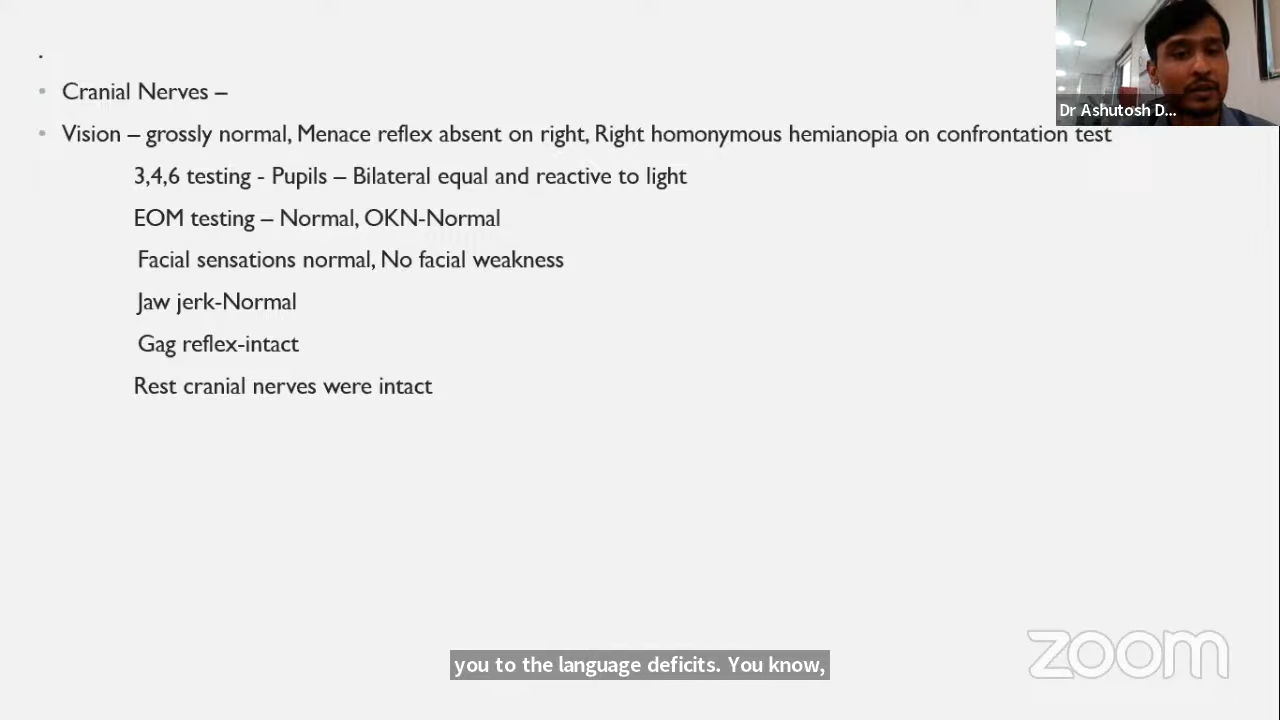 .
• Cranial Nerves –
• Vision – grossly normal, Menace reflex absent on right, Right homonymous hemianopia on confrontation test
3,4,6 testing - Pupils – Bilateral equal and reactive to light
EOM testing – Normal, OKN-Normal
Facial sensations normal, No facial weakness
Jaw jerk-Normal
Gag reflex-intact
Rest cranial nerves were intact
Dr Ashutosh D...
you to the language deficits. You know,
zoom